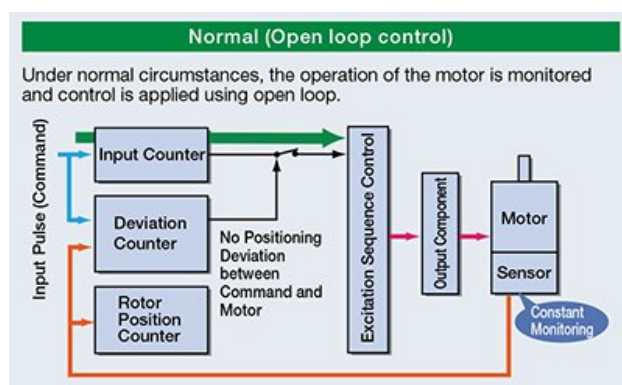 Normal (Open loop control)
Under normal circumstances, the operation of the motor is monitored
and control is applied using open loop.
Input Pulse (Command)
Input Counter
Deviation
Counter
Rotor
Position
Counter
No Positioning
Deviation
between
Command and
Motor
Excitation Sequence Control
Output Component
Motor
Sensor
Constant
Monitoring